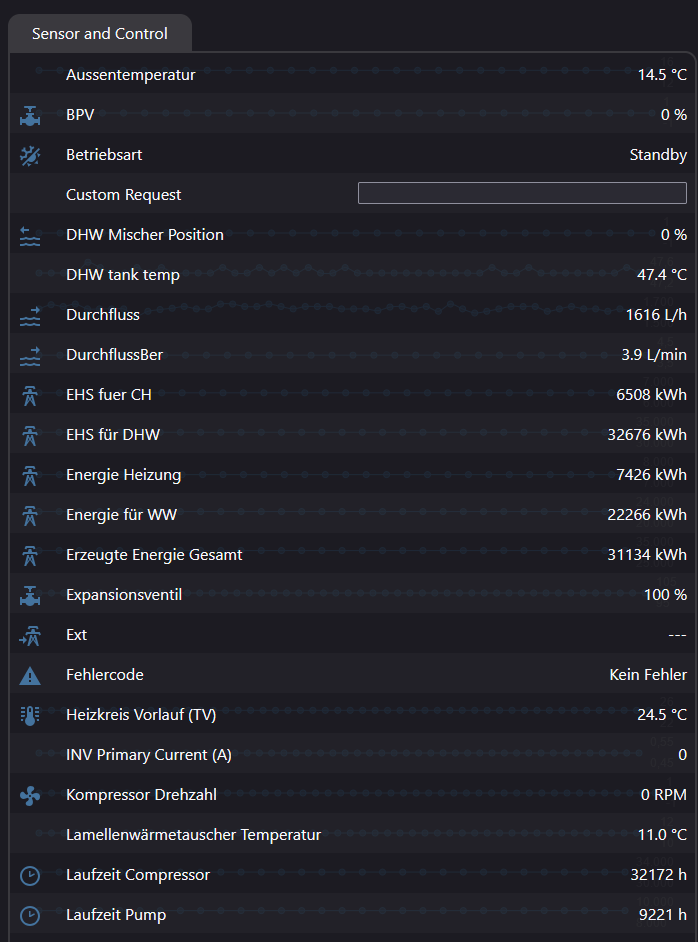 Sensor and Control
Aussentemperatur 14.5 °C
BPV 0 %
Betriebsart Standby
Custom Request
DHW Mischer Position 0 %
DHW tank temp 47.4 °C
Durchfluss 1616 L/h
DurchflussBer 3.9 L/min
EHS fuer CH 6508 kWh
EHS für DHW 32676 kWh
Energie Heizung 7426 kWh
Energie für WW 22266 kWh
Erzeugte Energie Gesamt 31134 kWh
Expansionsventil 100 %
Ext ---
Fehlercode Kein Fehler
Heizkreis Vorlauf (TV) 24.5 °C
INV Primary Current (A) 0
Kompressor Drehzahl 0 RPM
Lamellenwärmetauscher Temperatur 11.0 °C
Laufzeit Compressor 32172 h
Laufzeit Pump 9221 h